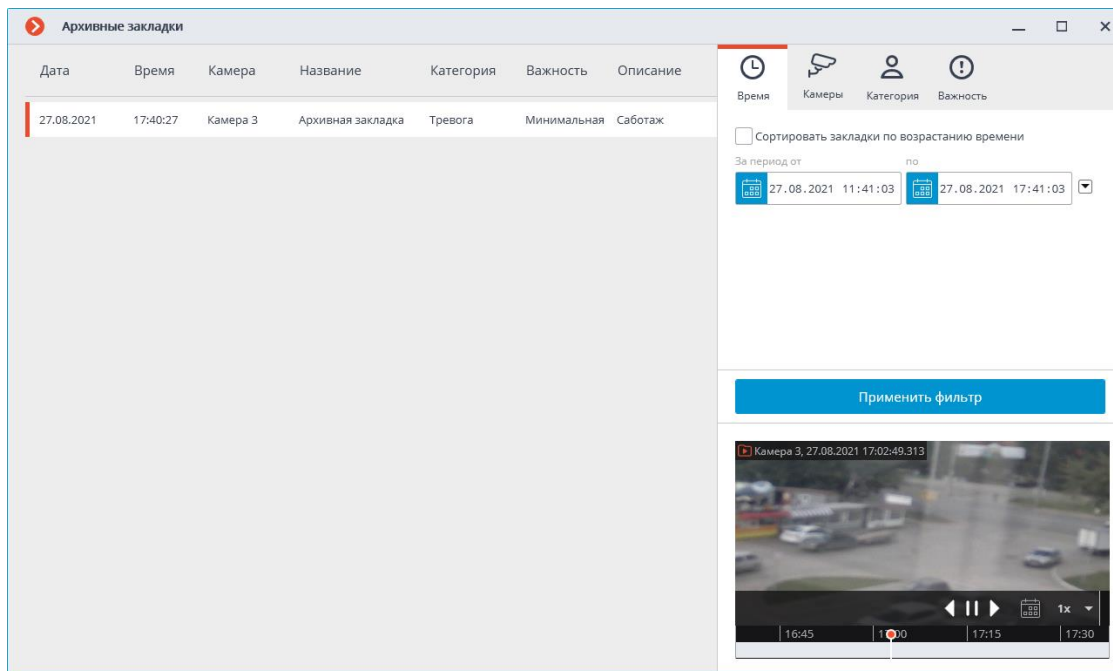 Архивные закладки
Дата Время Камера Название Категория Важность Описание
27.08.2021 17:40:27 Камера 3 Архивная закладка Тревога Минимальная Саботаж
Время Камеры Категория Важность
Сортировать закладки по возрастанию времени
За период от по
27.08.2021 11:41:03 27.08.2021 17:41:03
Применить фильтр
Камера 3, 27.08.2021 17:02:49.313
1x
16:45 17:00 17:15 17:30